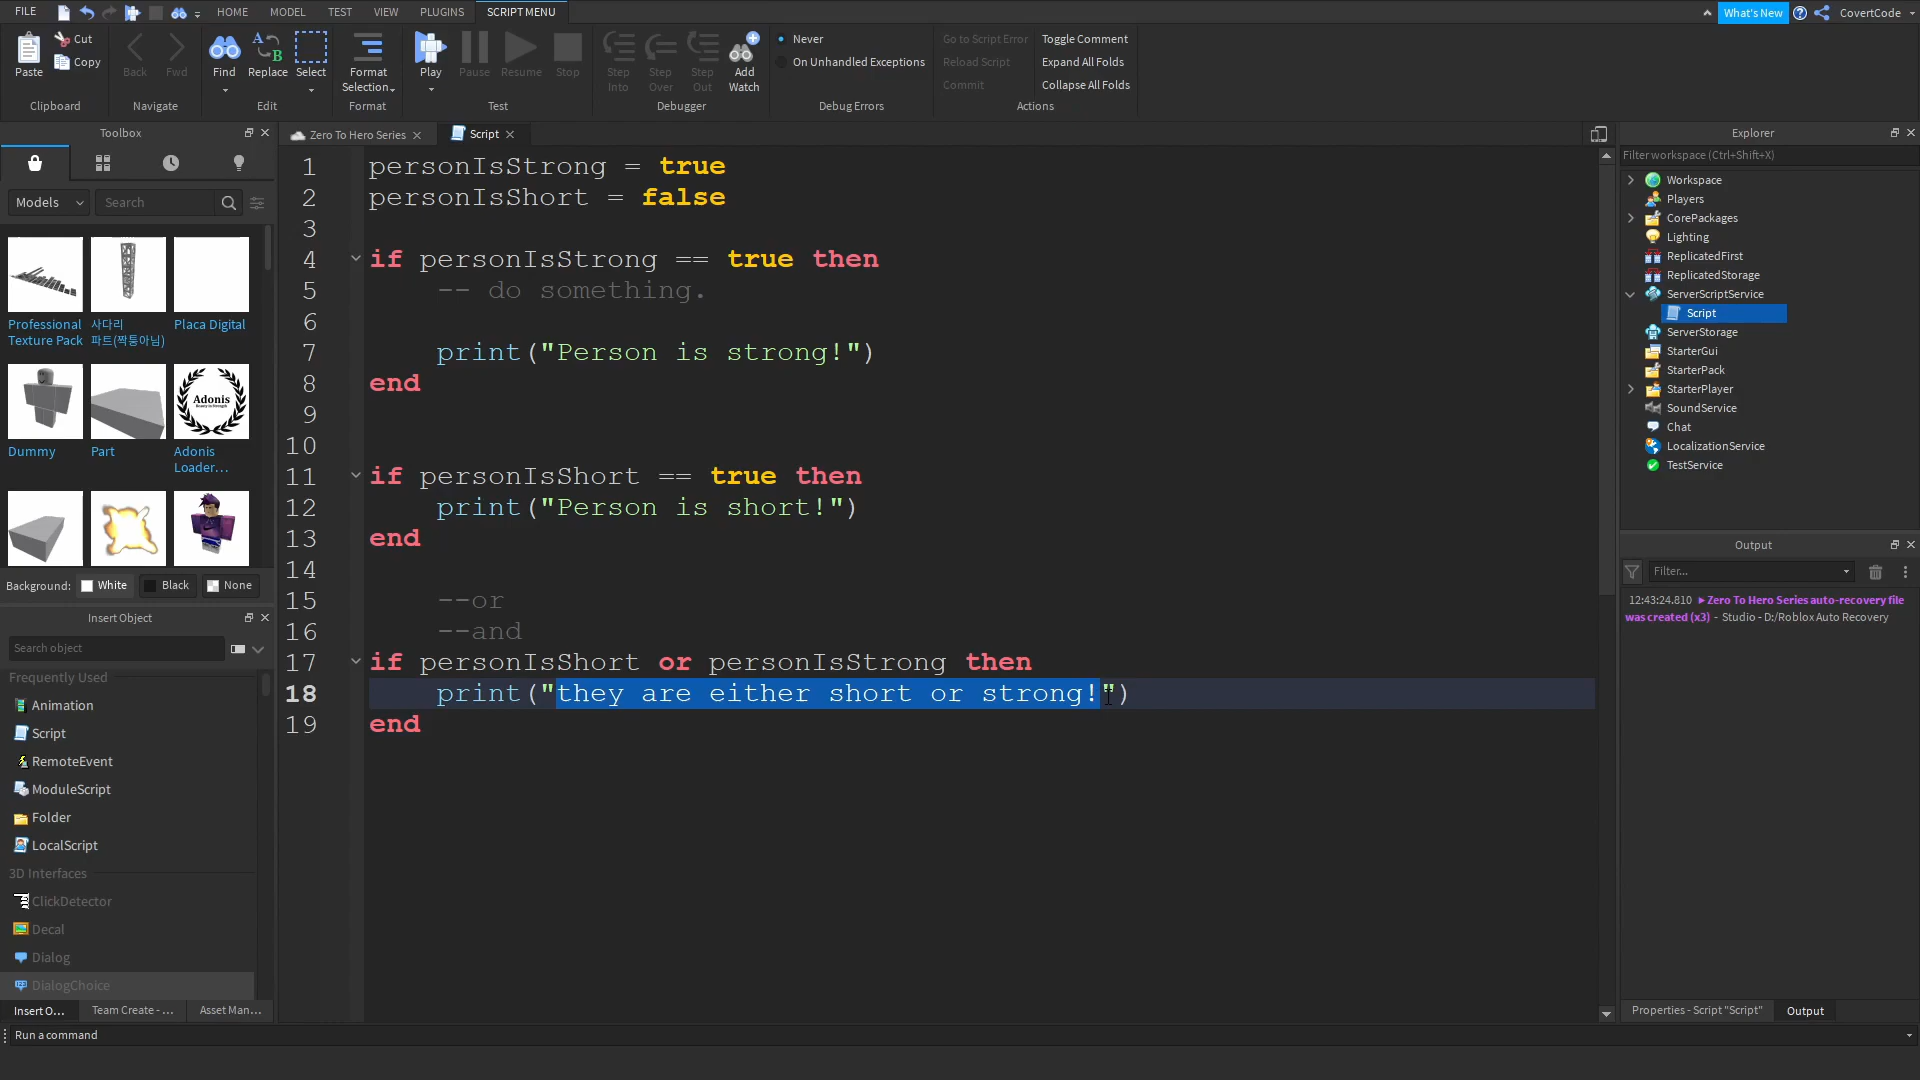 FILE HOME MODEL TEST VIEW PLUGINS SCRIPT MENU What's New CovertCode
Paste Cut Copy Back Fwd Find Replace Select Format Selection Play Pause Resume Stop Step Into Step Over Step Out Add Watch
Never
On Unhandled Exceptions
Go to Script Error
Reload Script
Commit
Toggle Comment
Expand All Folds
Collapse All Folds
Clipboard Navigate Edit Format Test Debugger Debug Errors Actions
Toolbox
Models Search
Professional Texture Pack
사다리 파트(짝퉁아님)
Placa Digital
Dummy
Part
Adonis
Adonis Loader...
Background: White Black None
Insert Object
Search object
Frequently Used
Animation
Script
RemoteEvent
ModuleScript
Folder
LocalScript
3D Interfaces
ClickDetector
Decal
Dialog
DialogChoice
Insert O... Team Create - ... Asset Man...
Run a command
Zero To Hero Series Script
1 personIsStrong = true
2 personIsShort = false
3
4 if personIsStrong == true then
5 -- do something.
6
7 print("Person is strong!")
8 end
9
10
11 if personIsShort == true then
12 print("Person is short!")
13 end
14
15 --or
16 --and
17 if personIsShort or personIsStrong then
18 print("they are either short or strong!")
19 end
Explorer
Filter workspace (Ctrl+Shift+X)
Workspace
Players
CorePackages
Lighting
ReplicatedFirst
ReplicatedStorage
ServerScriptService
Script
ServerStorage
StarterGui
StarterPack
StarterPlayer
SoundService
Chat
LocalizationService
TestService
Output
Filter...
12:43:24.810 Zero To Hero Series auto-recovery file
was created (x3) - Studio - D:/Roblox Auto Recovery
Properties - Script "Script" Output